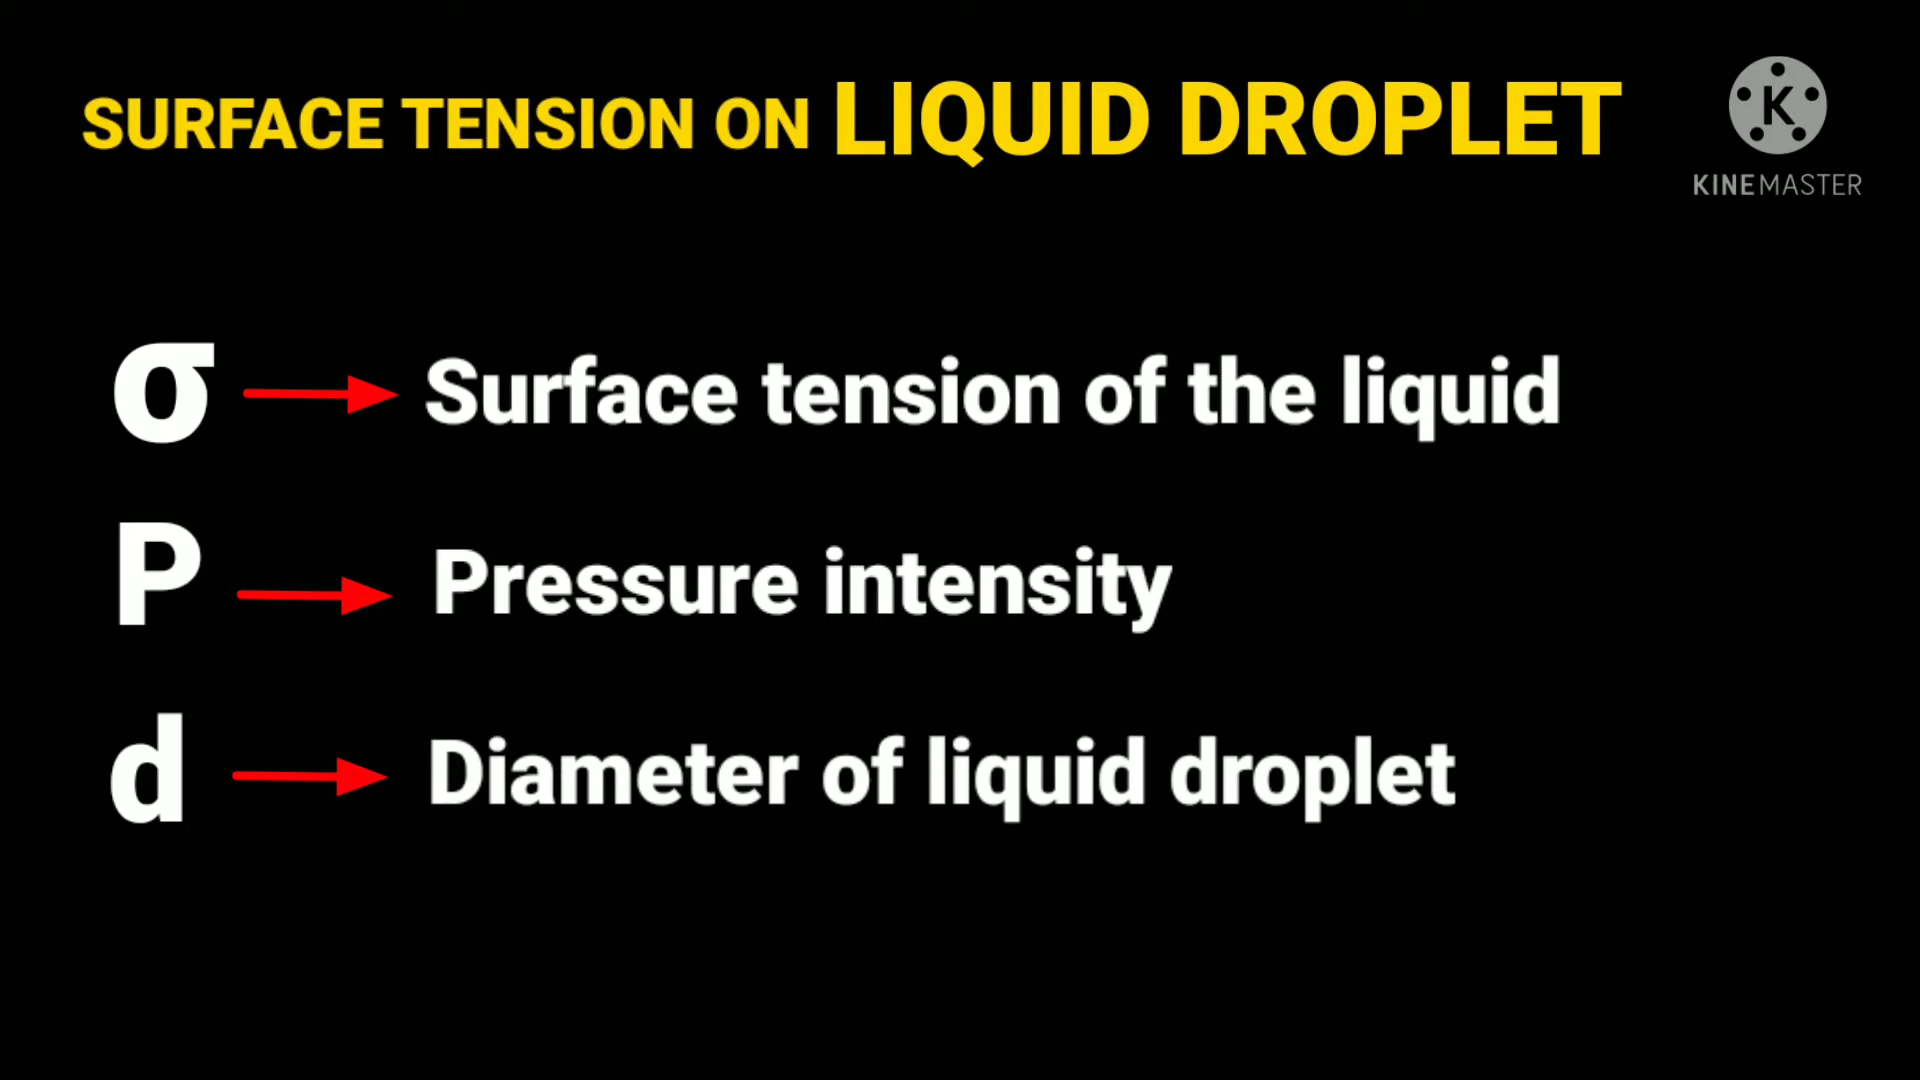 SURFACE TENSION ON LIQUID DROPLET
K
KINEMASTER
σ Surface tension of the liquid
P Pressure intensity
d Diameter of liquid droplet